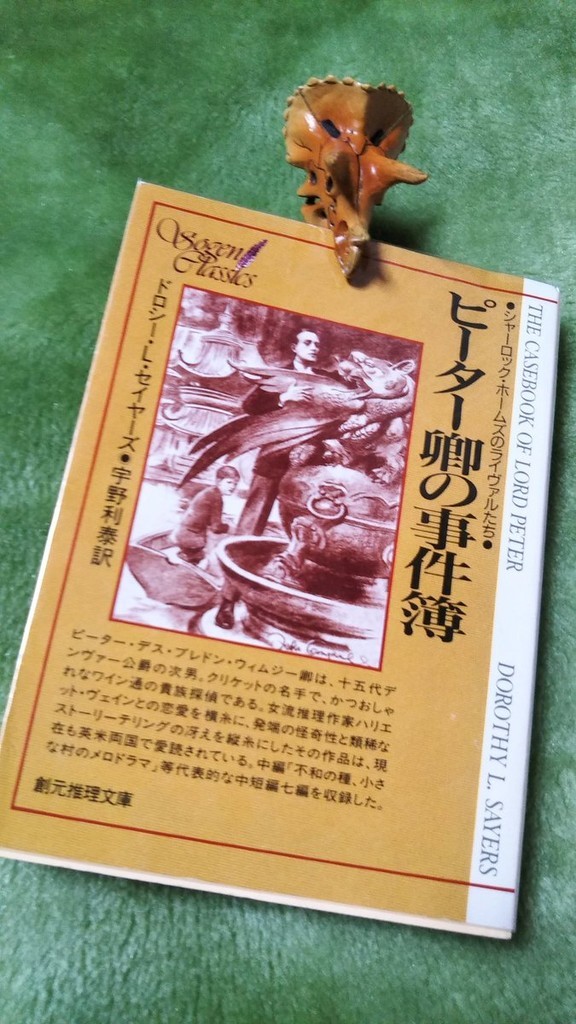 Sogen
Classics
THE CASEBOOK OF LORD PETER
DOROTHY L. SAYERS
●シャーロック・ホームズのライヴァルたち●
ピーター卿の事件簿
ドロシー・L・セイヤーズ●宇野利泰訳
ピーター・デス・ブレドン・ウィムジー卿は、十五代デ
ンヴァー公爵の次男。クリケットの名手で、かつおしゃ
れなワイン通の貴族探偵である。女流推理作家ハリエ
ット・ヴェインとの恋愛を横糸に、発端の怪奇性と類稀な
ストーリーテリングの冴えを縦糸にしたその作品は、現
在も英米両国で愛読されている。中編「不和の種、小さ
な村のメロドラマ」等代表的な中短編七編を収録した。
創元推理文庫